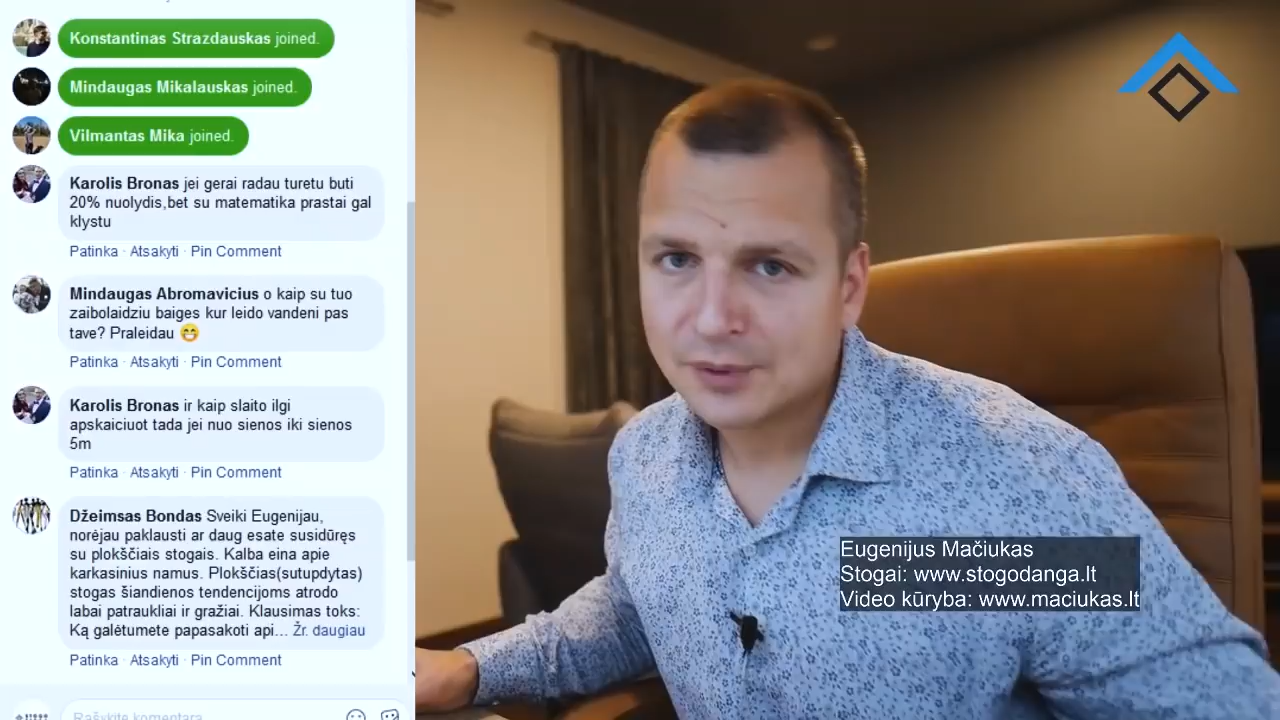 Konstantinas Strazdauskas joined.
Mindaugas Mikalauskas joined.
Vilmantas Mika joined.
Karolis Bronas jei gerai radau turetu buti
20% nuolydis,bet su matematika prastai gal
klystu
Patinka · Atsakyti · Pin Comment
Mindaugas Abromavicius o kaip su tuo
zaibolaidziu baiges kur leido vandeni pas
tave? Praleidau 😁
Patinka · Atsakyti · Pin Comment
Karolis Bronas ir kaip slaito ilgi
apskaiciuot tada jei nuo sienos iki sienos
5m
Patinka · Atsakyti · Pin Comment
Džeimsas Bondas Sveiki Eugenijau,
norėjau paklausti ar daug esate susidūręs
su plokščiais stogais. Kalba eina apie
karkasinius namus. Plokščias(sutupdytas)
stogas šiandienos tendencijoms atrodo
labai patraukliai ir gražiai. Klausimas toks:
Ką galėtumete papasakoti api... Žr. daugiau
Patinka · Atsakyti · Pin Comment
Rašykite komentarą
Eugenijus Mačiukas
Stogai: www.stogodanga.lt
Video kūryba: www.maciukas.lt